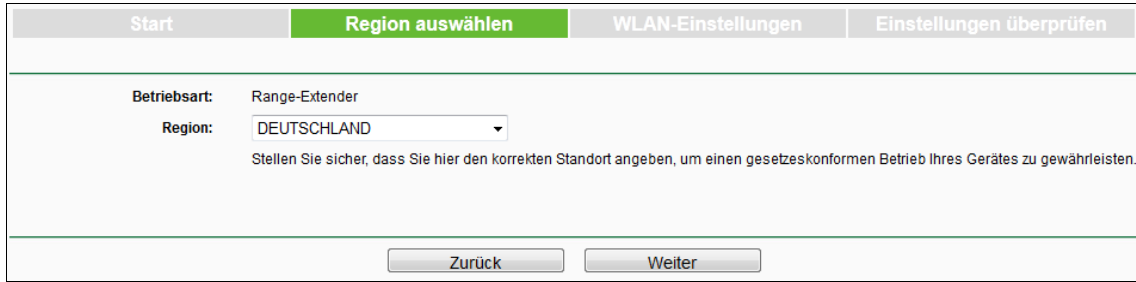 Start Region auswählen WLAN-Einstellungen Einstellungen überprüfen
Betriebsart: Range-Extender
Region: DEUTSCHLAND
Stellen Sie sicher, dass Sie hier den korrekten Standort angeben, um einen gesetzeskonformen Betrieb Ihres Gerätes zu gewährleisten.
Zurück Weiter